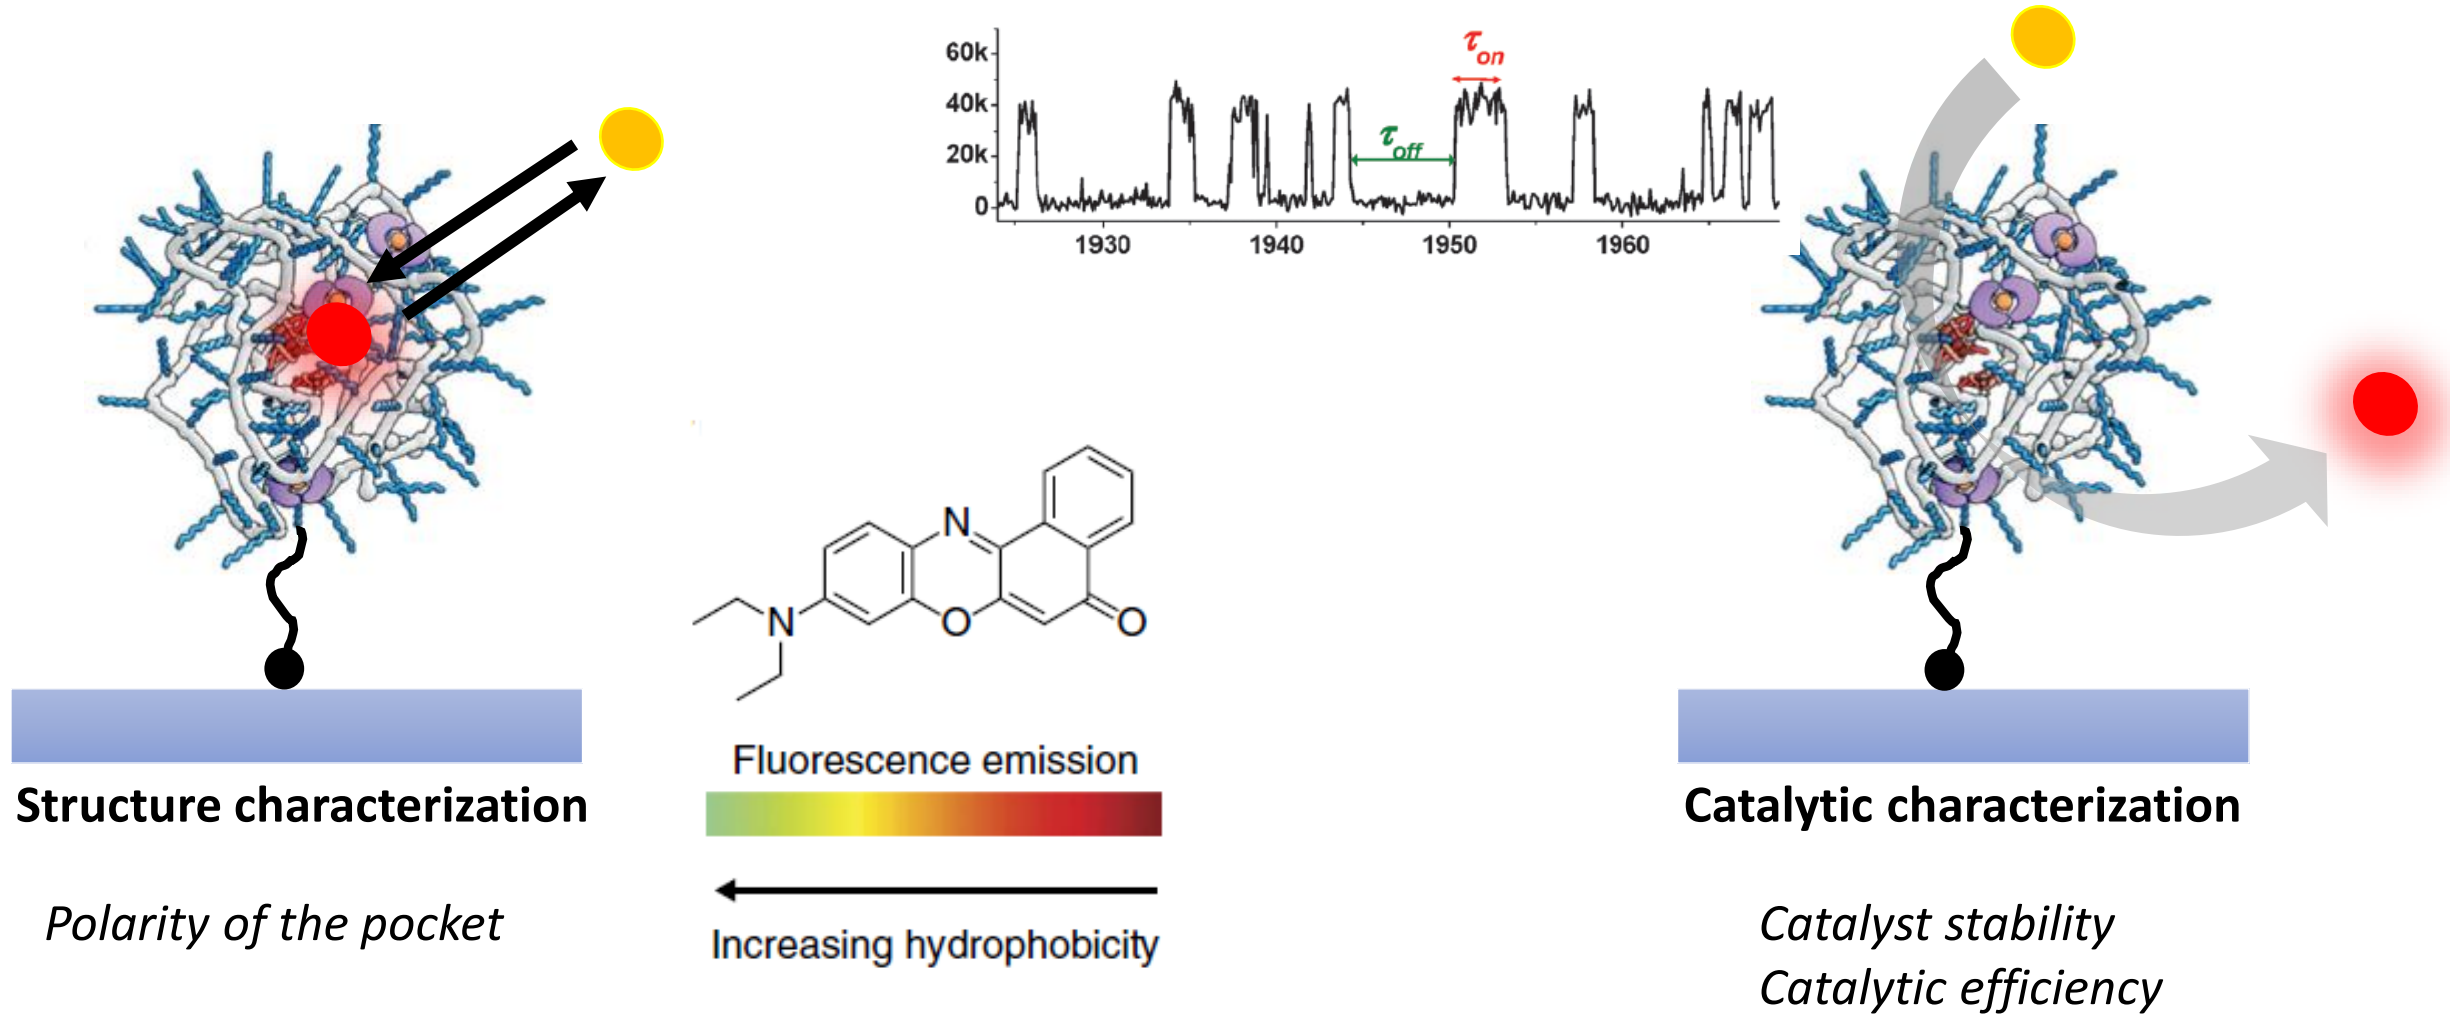 60k
40k
20k
0
τon
τoff
1930
1940
1950
1960
N
O
N
O
Fluorescence emission
Increasing hydrophobicity
Structure characterization
Polarity of the pocket
Catalytic characterization
Catalyst stability
Catalytic efficiency